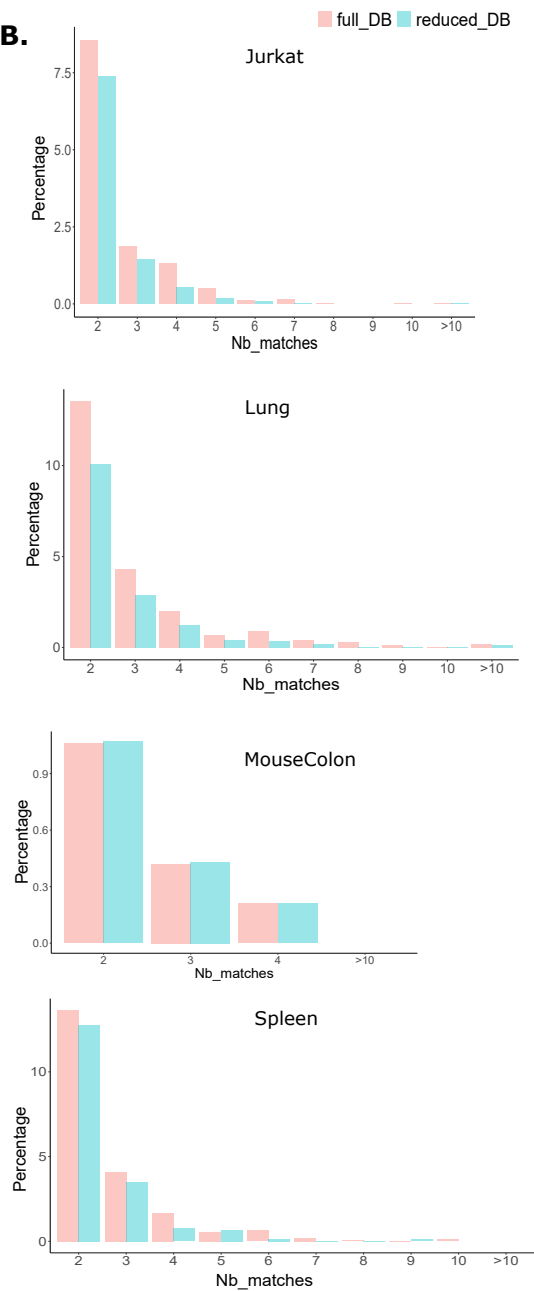 full_DB reduced_DB
B.
Jurkat
7.5
5.0
2.5
0.0
Percentage
2 3 4 5 6 7 8 9 10 >10
Nb_matches
Lung
10
5
0
Percentage
2 3 4 5 6 7 8 9 10 >10
Nb_matches
MouseColon
0.9
0.6
0.3
0.0
Percentage
2 3 4 >10
Nb_matches
Spleen
10
5
0
Percentage
2 3 4 5 6 7 8 9 10 >10
Nb_matches